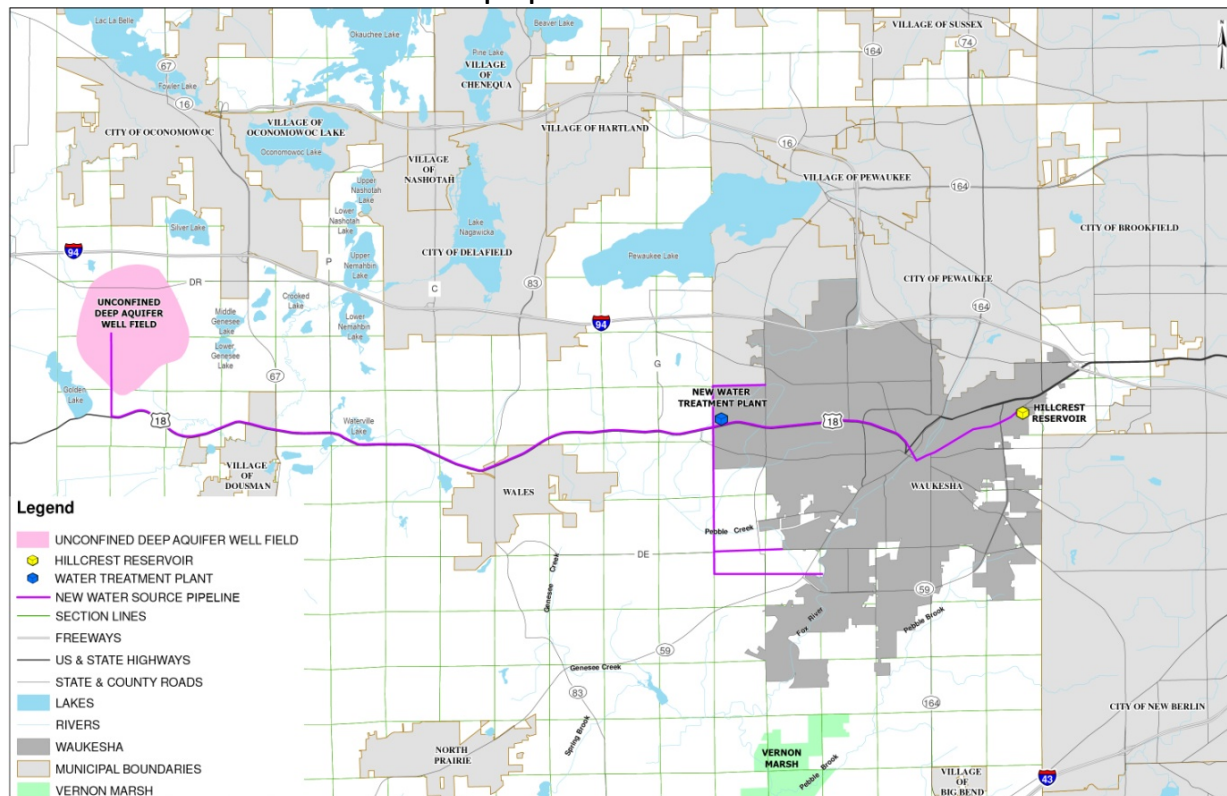 Lac La Belle
Okauchee Lake
Beaver Lake
VILLAGE OF SUSSEX
67
Pine Lake
VILLAGE
OF
CHENEQUA
164
74
Fowler Lake
16
CITY OF OCONOMOWOC
VILLAGE OF
OCONOMOWOC LAKE
Oconomowoc Lake
VILLAGE OF HARTLAND
16
VILLAGE
OF
NASHOTAH
VILLAGE OF PEWAUKEE
164
Upper
Nashotah
Lake
Lower
Nashotah
Lake
Silver Lake
Lake
Nagawicka
CITY OF BROOKFIELD
94
Upper
Nemahbin
Lake
P
CITY OF DELAFIELD
Pewaukee Lake
CITY OF PEWAUKEE
DR
C
83
UNCONFINED
DEEP AQUIFER
WELL FIELD
Crooked
Lake
Middle
Genesee
Lake
Lower
Nemahbin
Lake
164
94
Lower
Genesee
Lake
G
67
Golden
Lake
NEW WATER
TREATMENT PLANT
HILLCREST
RESERVOIR
18
Waterville
Lake
18
VILLAGE
OF
DOUSMAN
WALES
WAUKESHA
Legend
UNCONFINED DEEP AQUIFER WELL FIELD
HILLCREST RESERVOIR
WATER TREATMENT PLANT
NEW WATER SOURCE PIPELINE
SECTION LINES
FREEWAYS
US & STATE HIGHWAYS
STATE & COUNTY ROADS
LAKES
RIVERS
WAUKESHA
MUNICIPAL BOUNDARIES
VERNON MARSH
Pebble Creek
DE
Genesee Creek
59
Fox River
Pebble Brook
59
Genesee Creek
83
164
CITY OF NEW BERLIN
Spring Brook
NORTH
PRAIRIE
VERNON
MARSH
Pebble Brook
VILLAGE
OF
BIG BEND
43